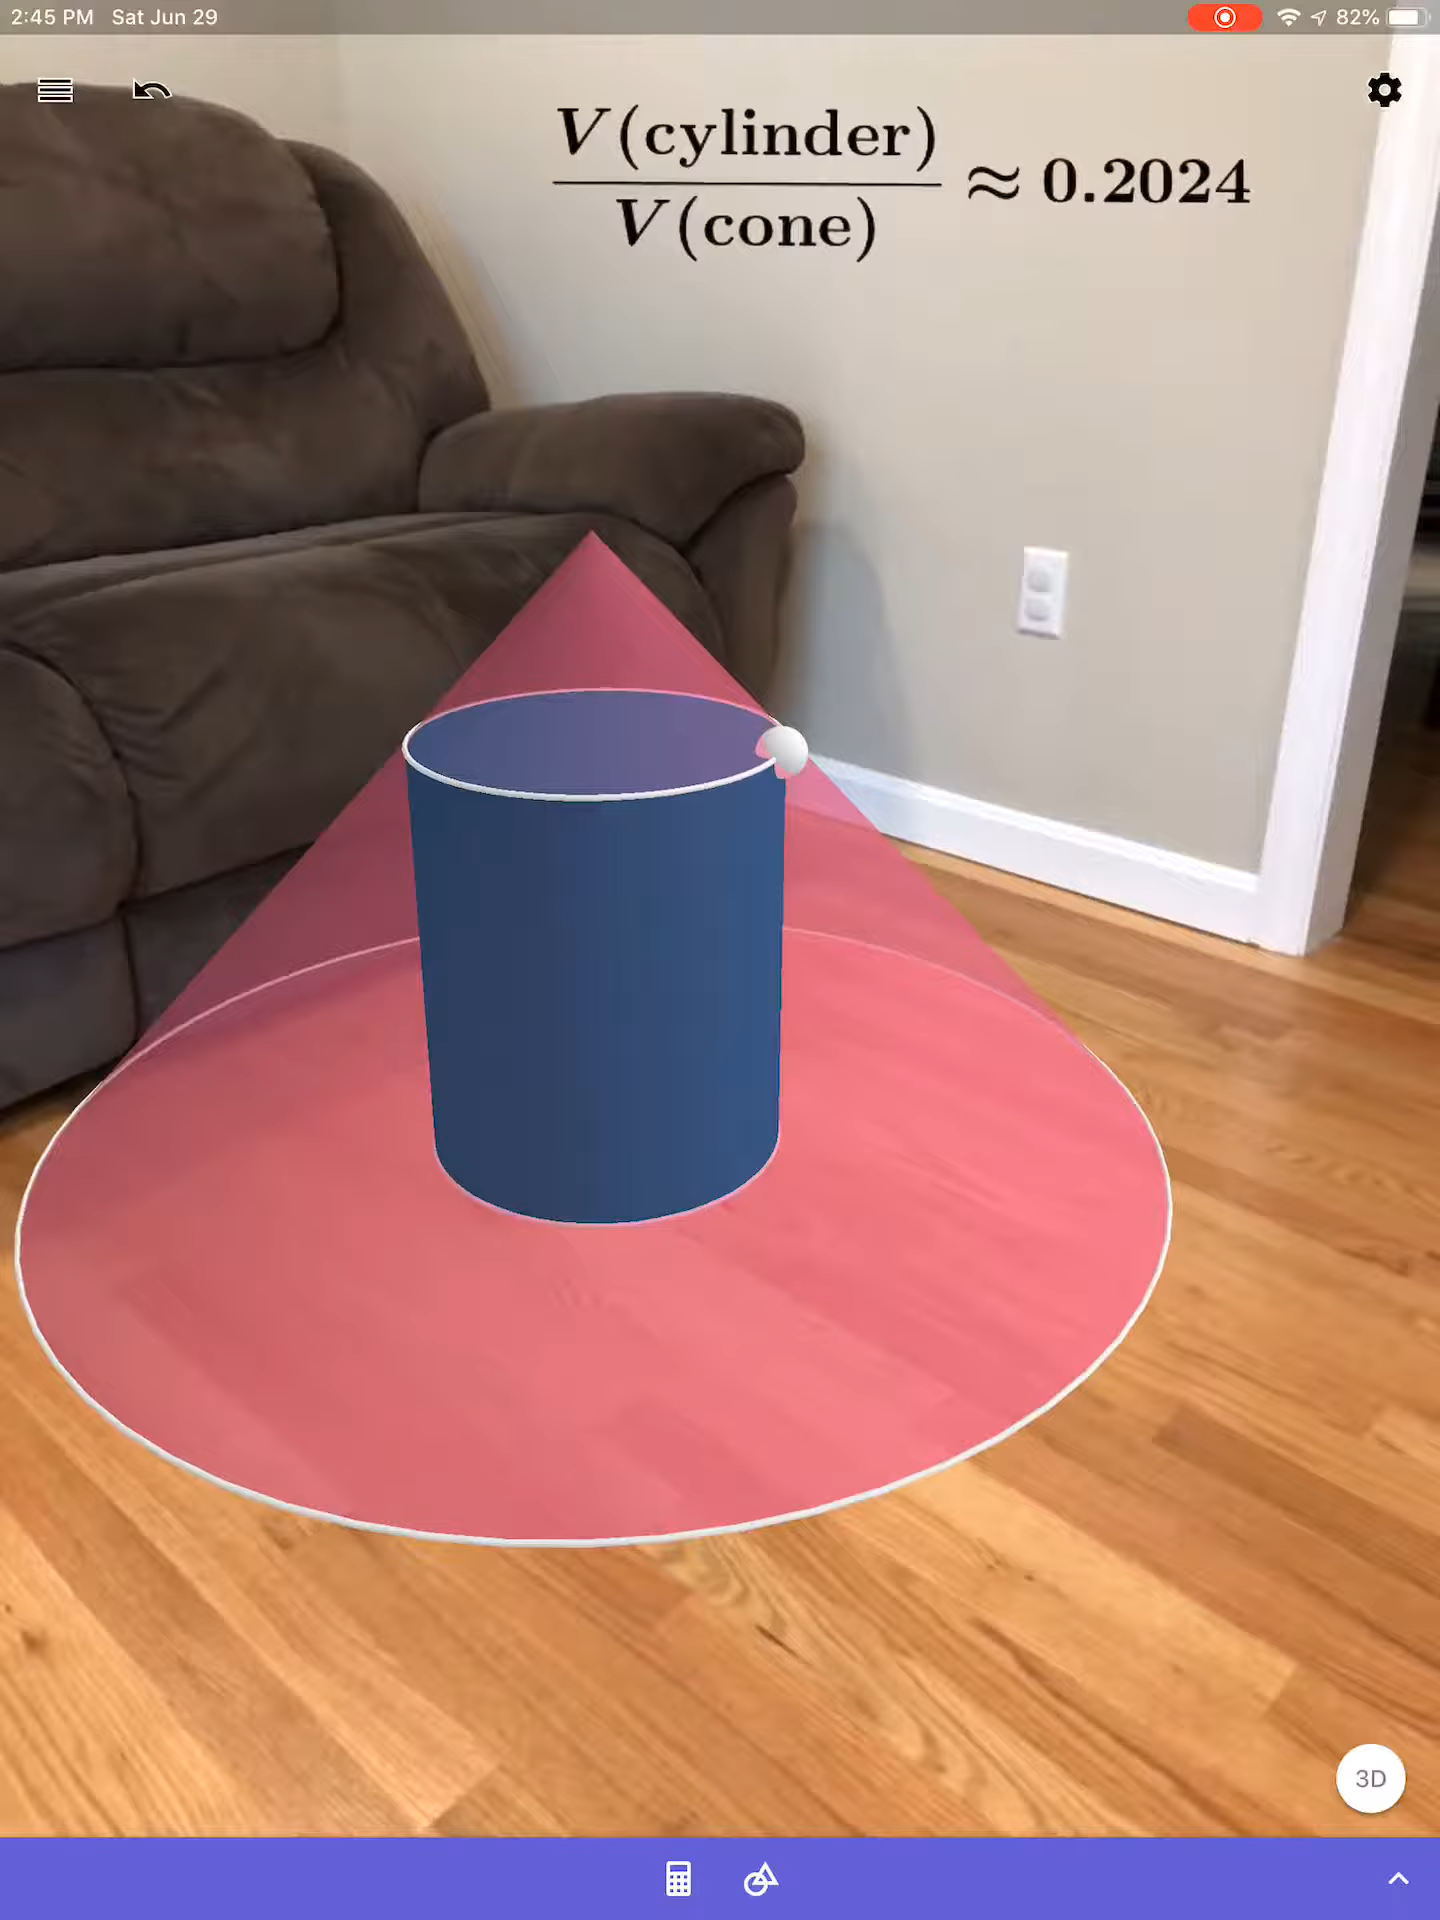 2:45 PM Sat Jun 29 82%
V(cylinder)
V(cone)
≈ 0.2024
3D